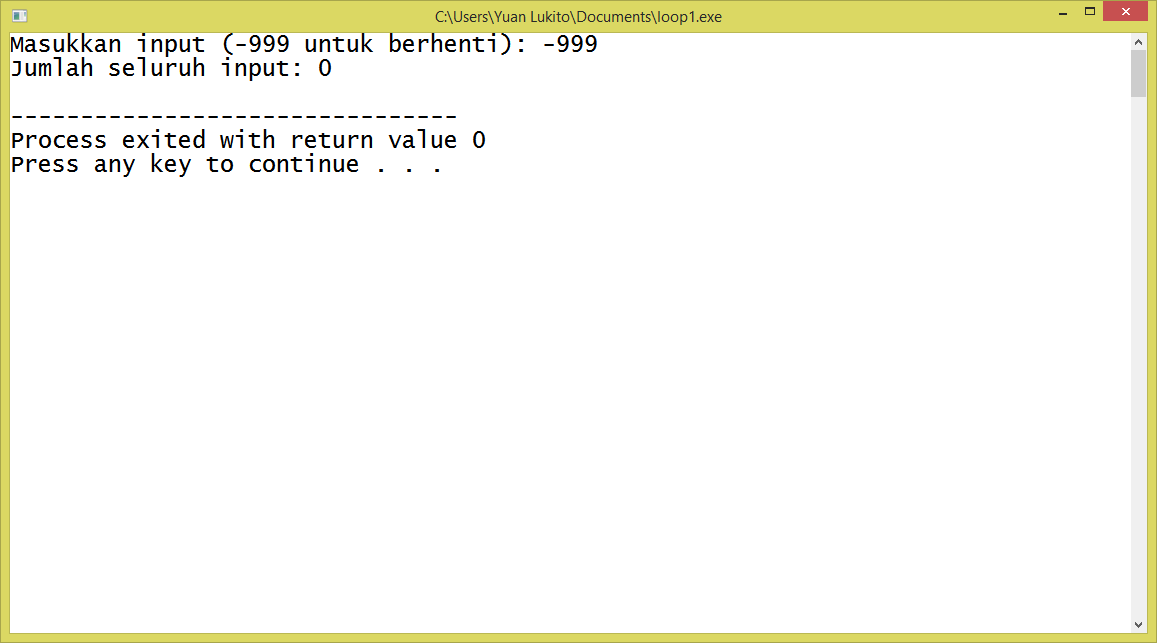 C:\Users\Yuan Lukito\Documents\loop1.exe
Masukkan input (-999 untuk berhenti): -999
Jumlah seluruh input: 0
--------------------------------
Process exited with return value 0
Press any key to continue . . .